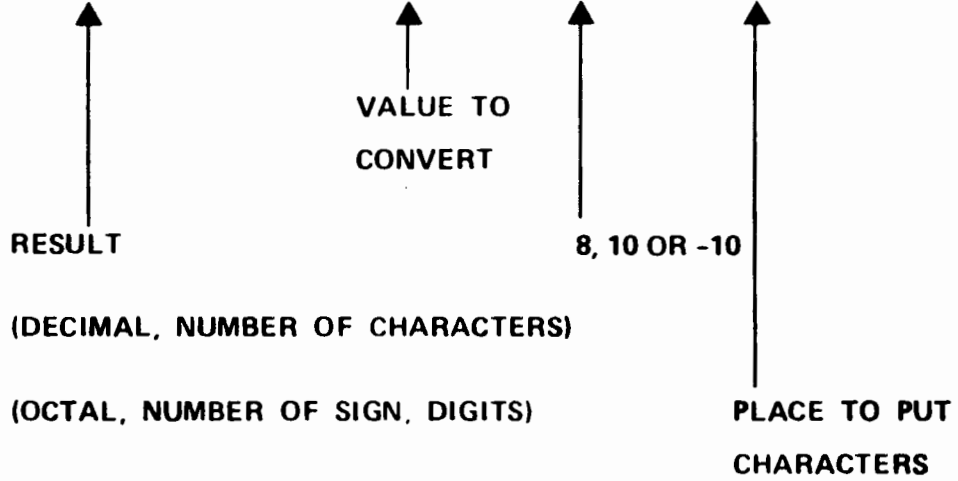 VALUE TO
CONVERT
RESULT
8, 10 OR -10
(DECIMAL, NUMBER OF CHARACTERS)
(OCTAL, NUMBER OF SIGN, DIGITS)
PLACE TO PUT
CHARACTERS